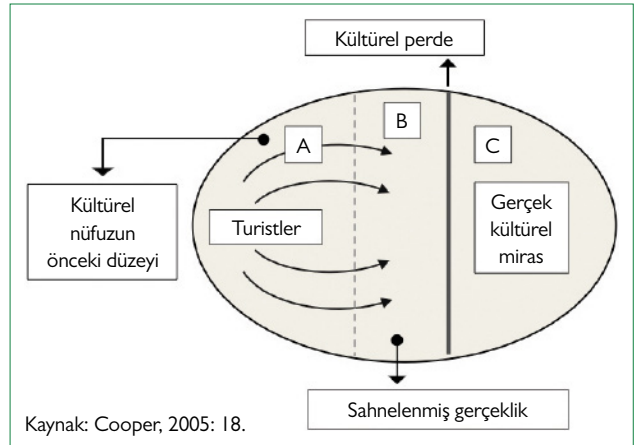 Kültürel perde
A
B
C
Kültürel
nüfuzun
önceki düzeyi
Turistler
Gerçek
kültürel
miras
Sahnelenmiş gerçeklik
Kaynak: Cooper, 2005: 18.